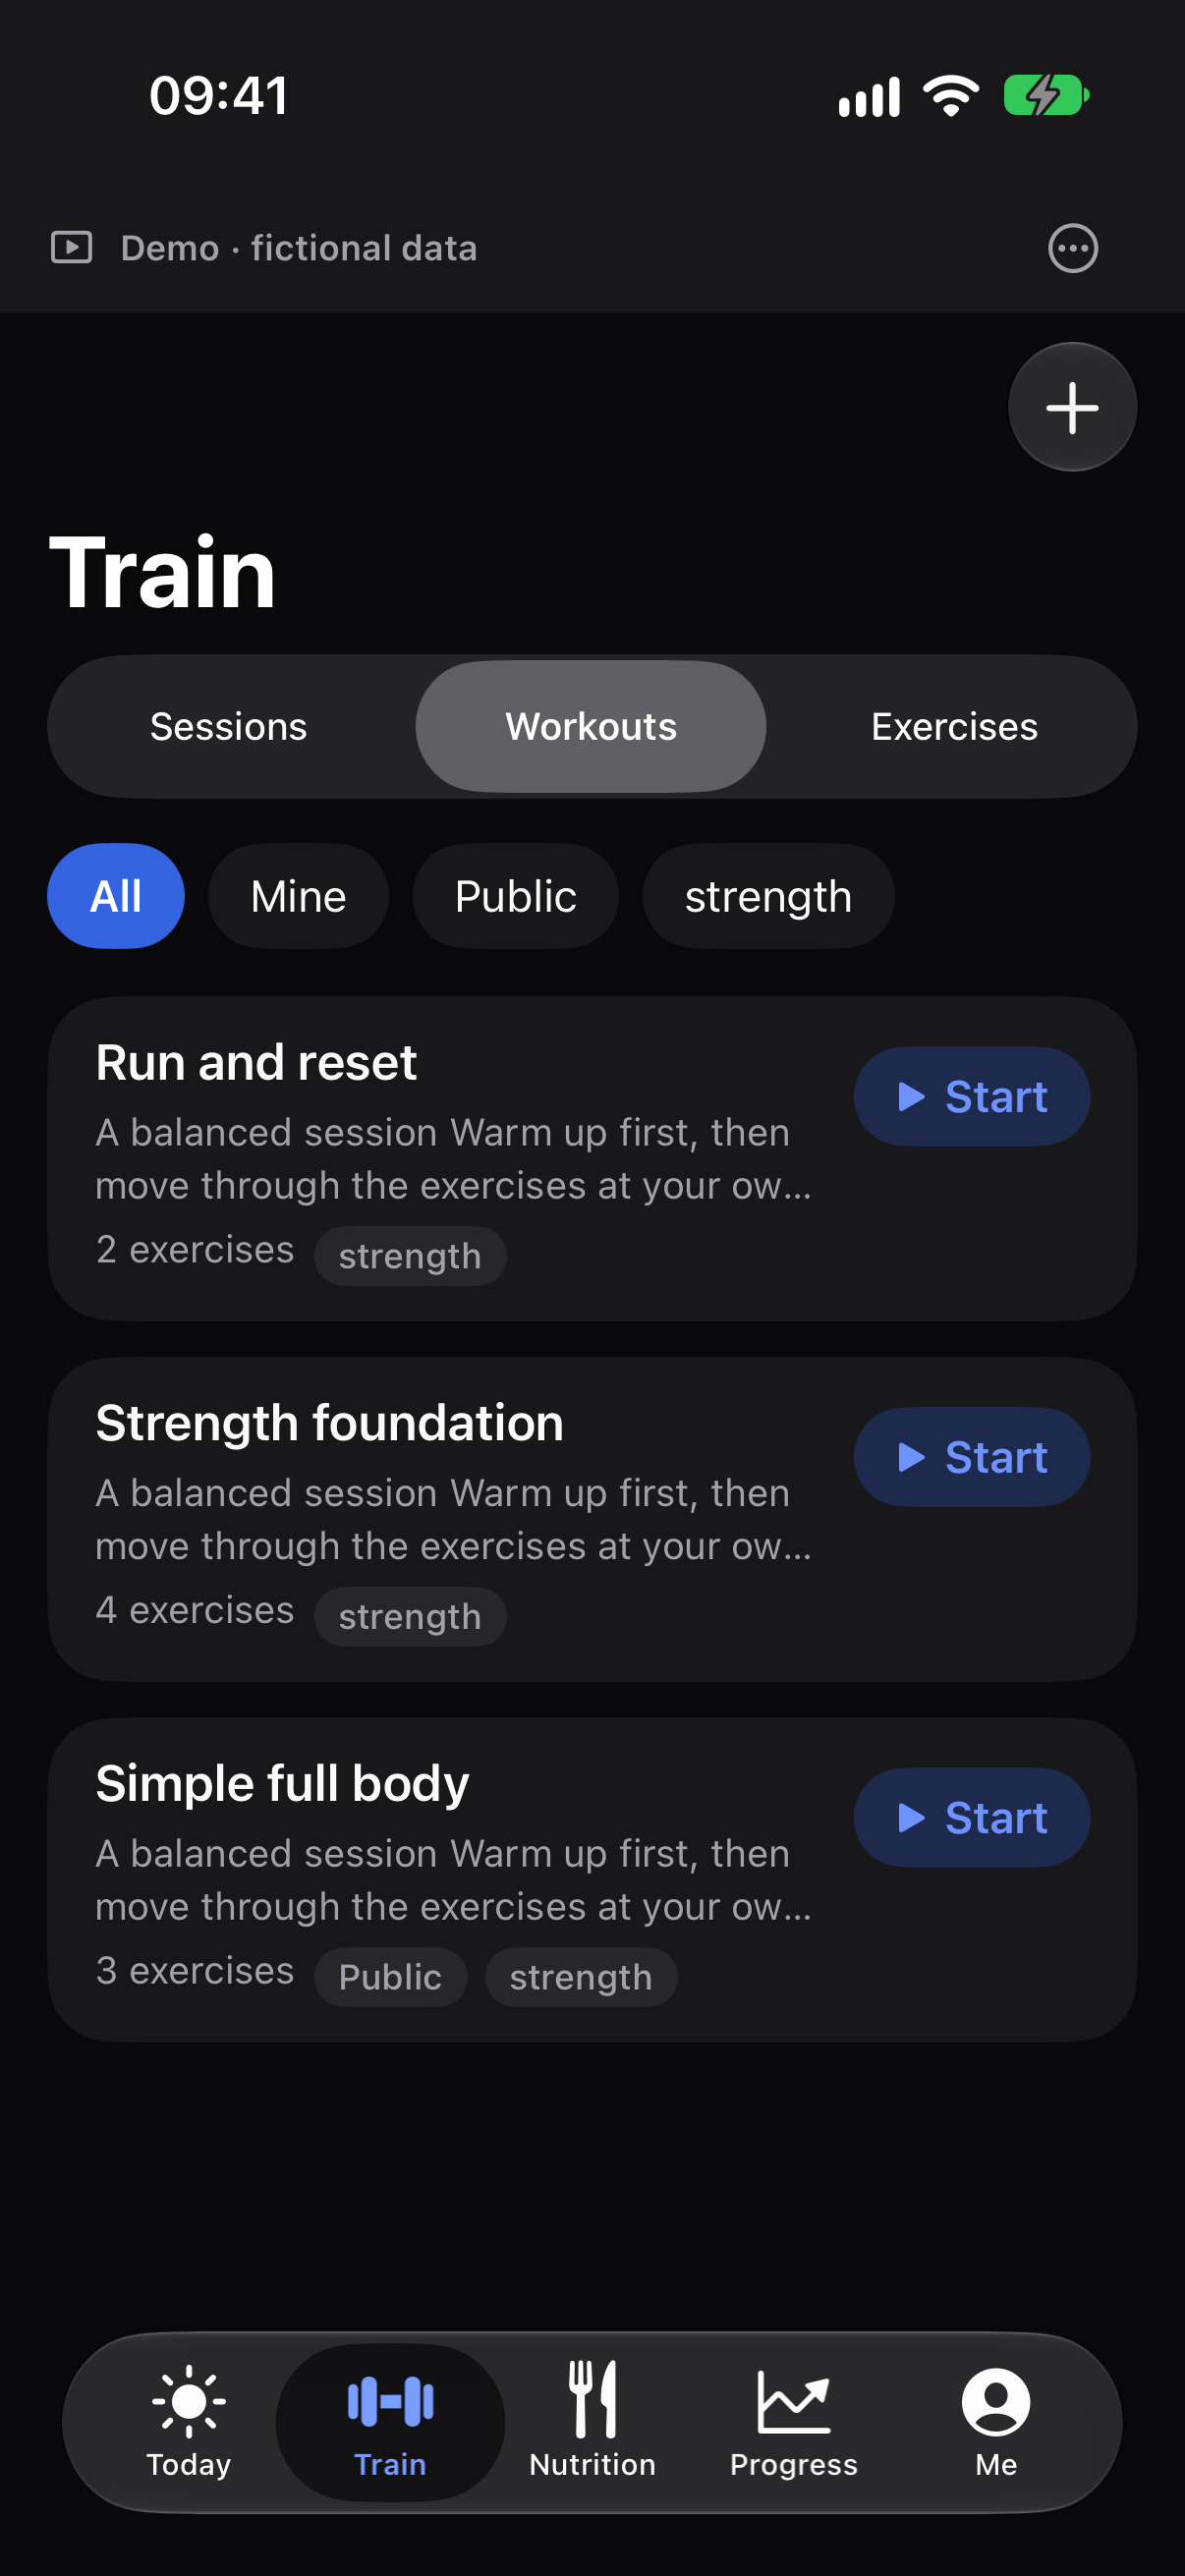 09:41
Demo · fictional data
Train
Sessions
Workouts
Exercises
All
Mine
Public
strength
Run and reset
Start
A balanced session Warm up first, then
move through the exercises at your ow...
2 exercises
strength
Strength foundation
Start
A balanced session Warm up first, then
move through the exercises at your ow...
4 exercises
strength
Simple full body
Start
A balanced session Warm up first, then
move through the exercises at your ow...
3 exercises
Public
strength
Today
Train
Nutrition
Progress
Me